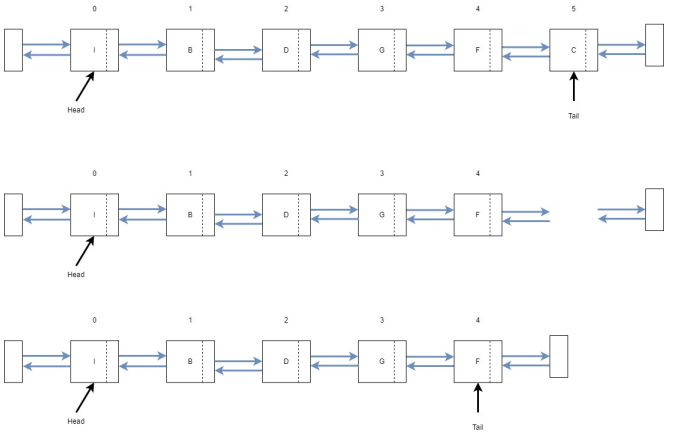 0 1 2 3 4 5
I B D G F C
Head
Tail
0 1 2 3 4
I B D G F
Head
0 1 2 3 4
I B D G F
Head
Tail